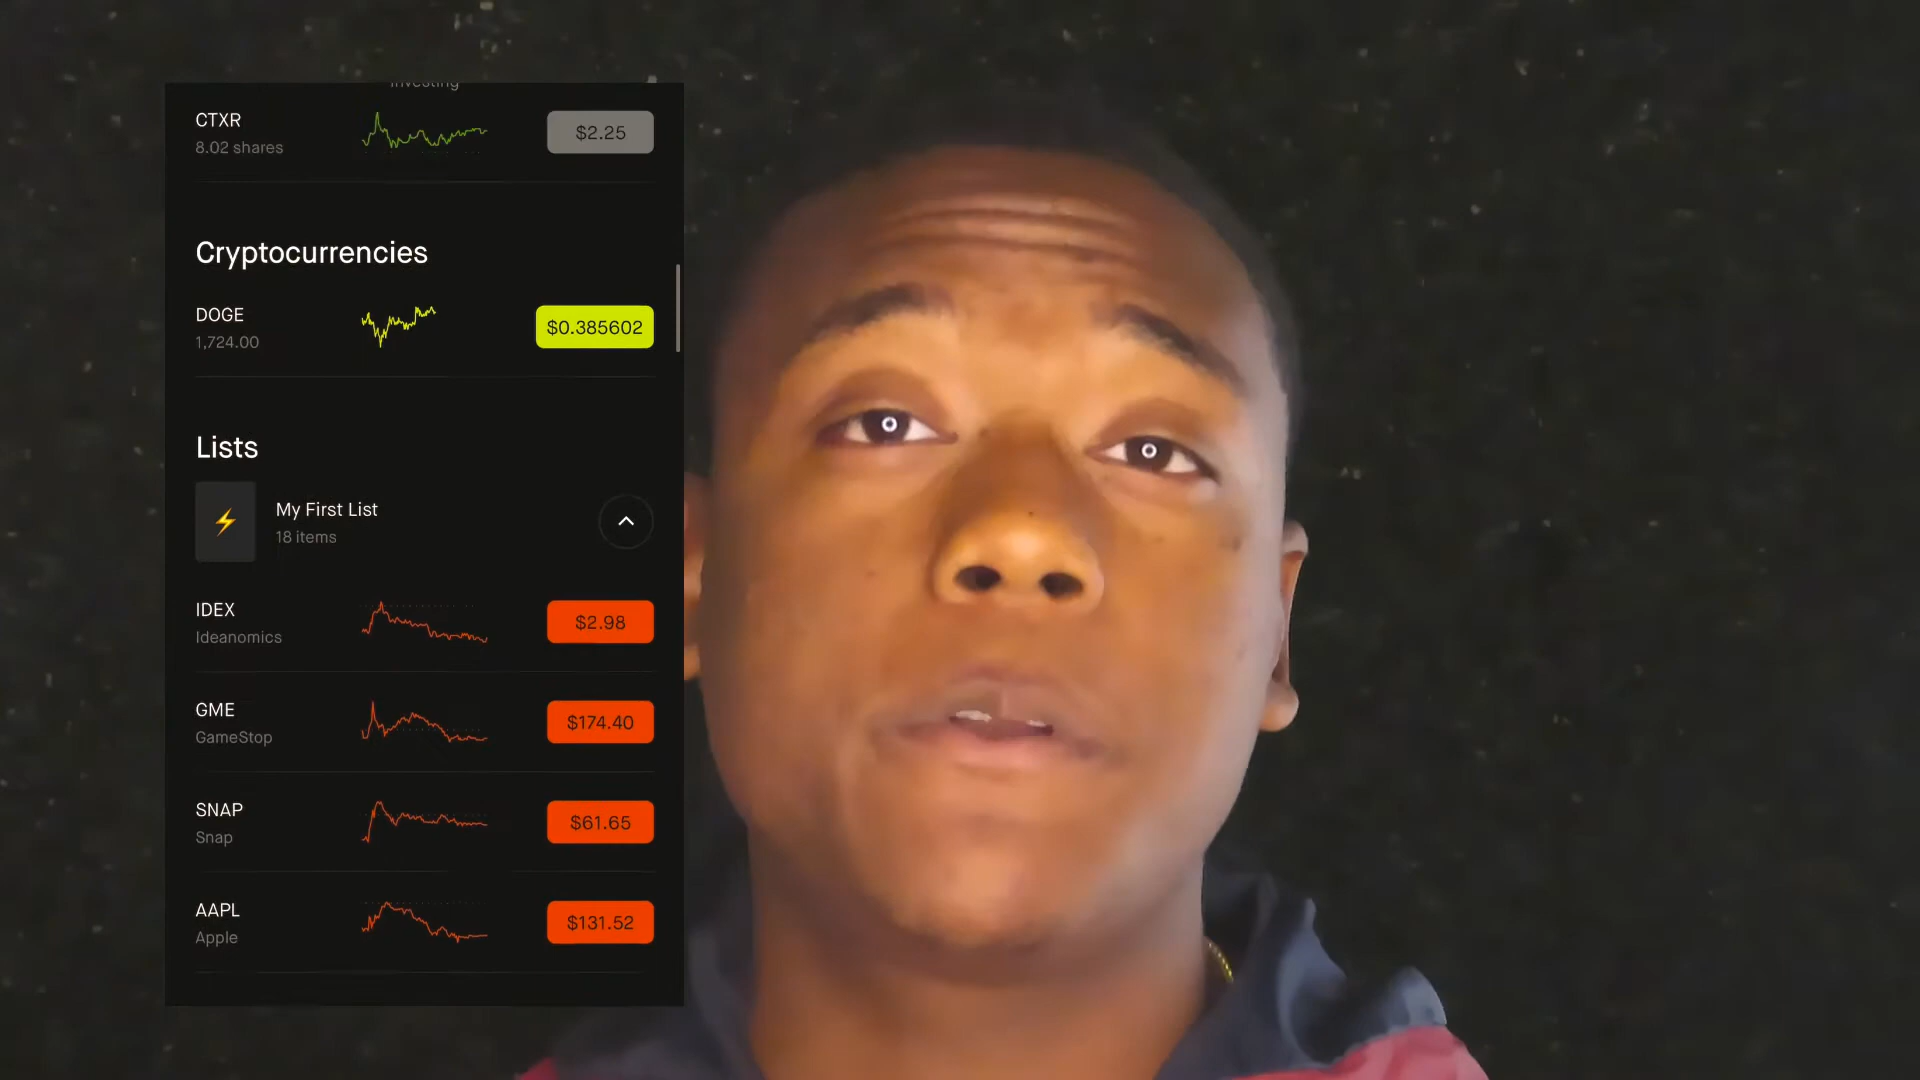 Investing
CTXR
8.02 shares
$2.25
Cryptocurrencies
DOGE
1,724.00
$0.385602
Lists
My First List
18 items
IDEX
Ideanomics
$2.98
GME
GameStop
$174.40
SNAP
Snap
$61.65
AAPL
Apple
$131.52